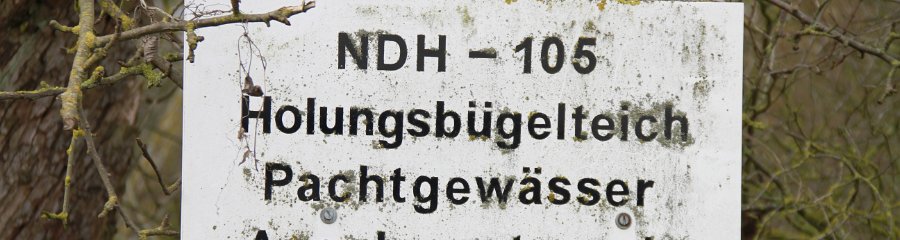 NDH – 105
Holungsbügelteich
Pachtgewässer